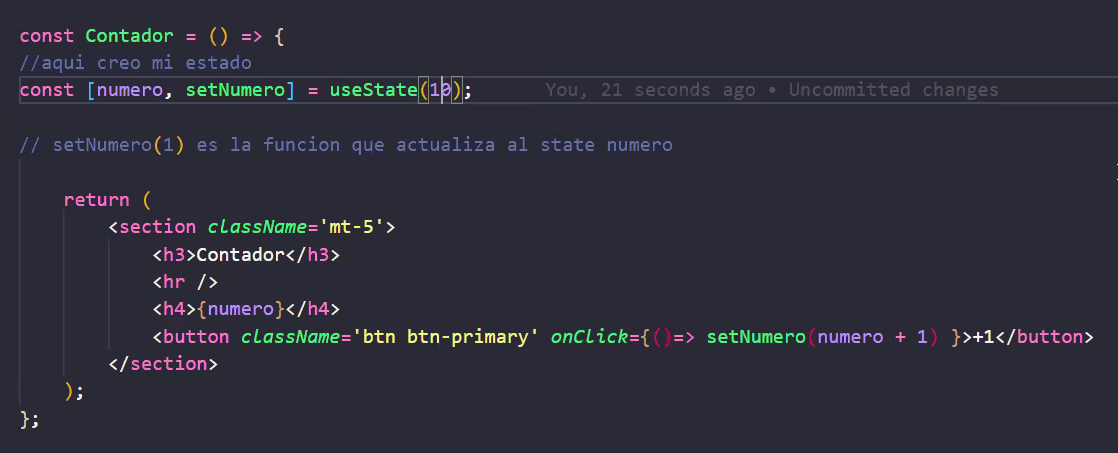 const Contador = () => {
//aqui creo mi estado
const [numero, setNumero] = useState(10);    You, 21 seconds ago • Uncommitted changes
// setNumero(1) es la funcion que actualiza al state numero
return (
<section className='mt-5'>
<h3>Contador</h3>
<hr />
<h4>{numero}</h4>
<button className='btn btn-primary' onClick={()=> setNumero(numero + 1) }>+1</button>
</section>
);
};